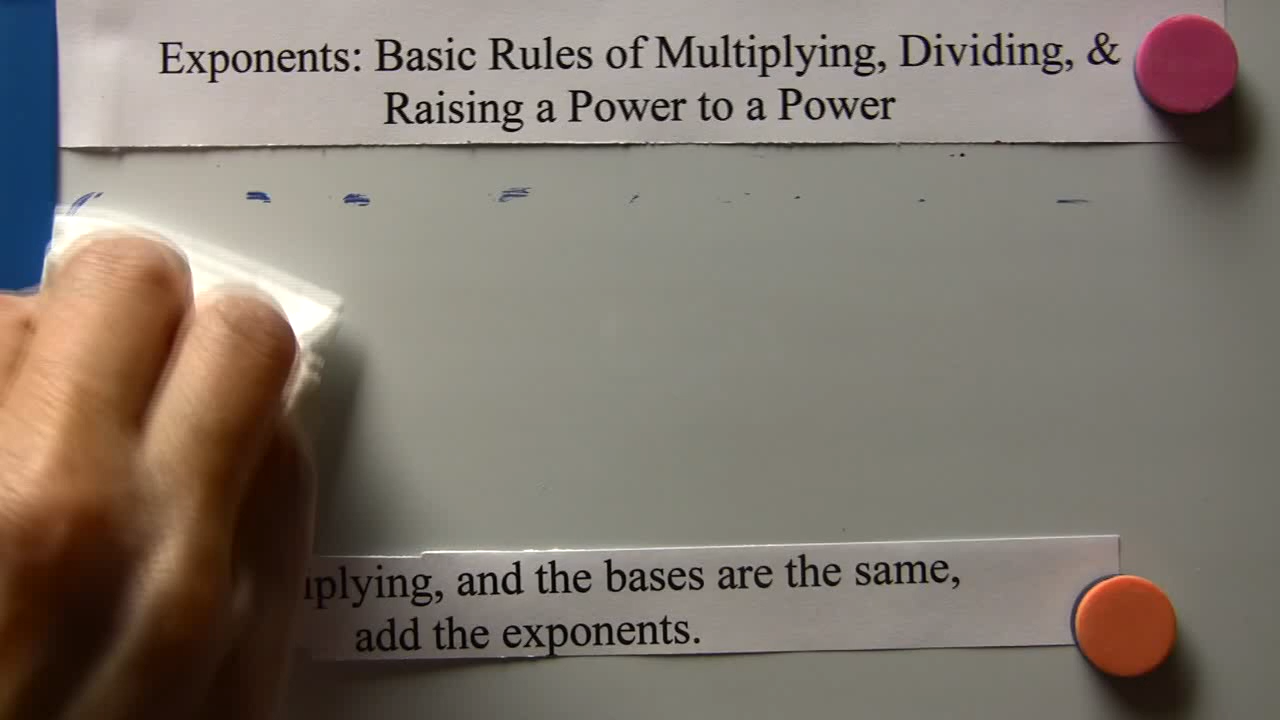 Exponents: Basic Rules of Multiplying, Dividing, &
Raising a Power to a Power
and the bases are the same,
add the exponents.